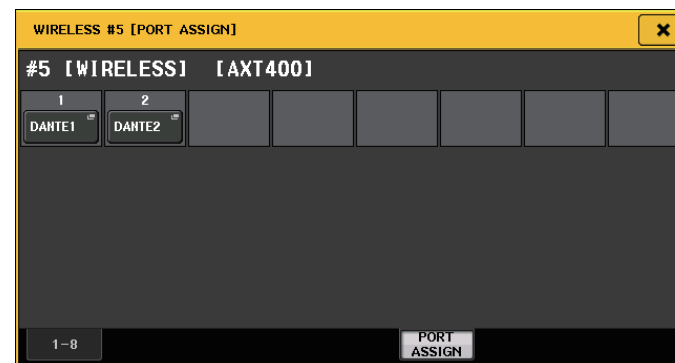 WIRELESS #5 [PORT ASSIGN]
#5 [WIRELESS] [AXT400]
1 2
DANTE1 DANTE2
1-8
PORT
ASSIGN